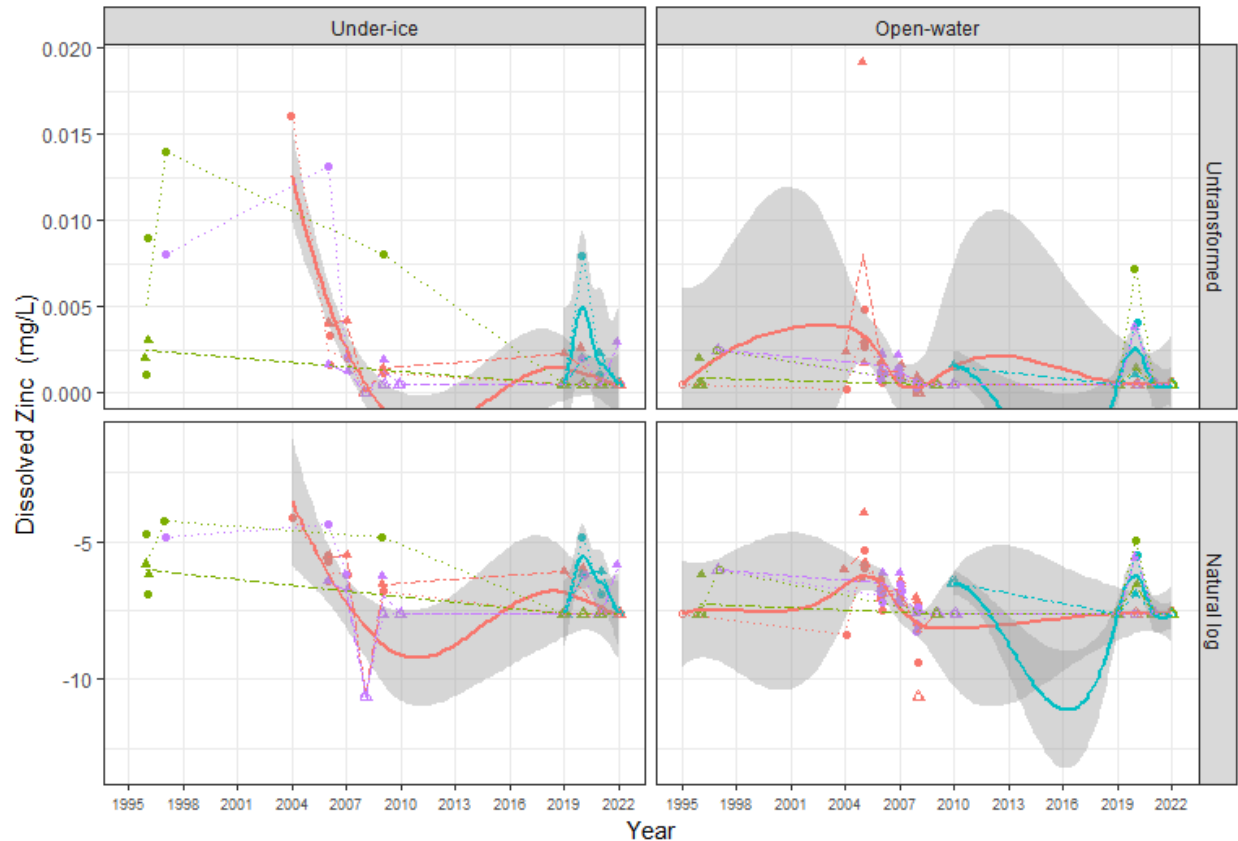 Under-ice Open-water
0.020
0.015
0.010
0.005
0.000
Untransformed
Dissolved Zinc (mg/L)
-5
-10
Natural log
1995 1998 2001 2004 2007 2010 2013 2016 2019 2022 1995 1998 2001 2004 2007 2010 2013 2016 2019 2022
Year